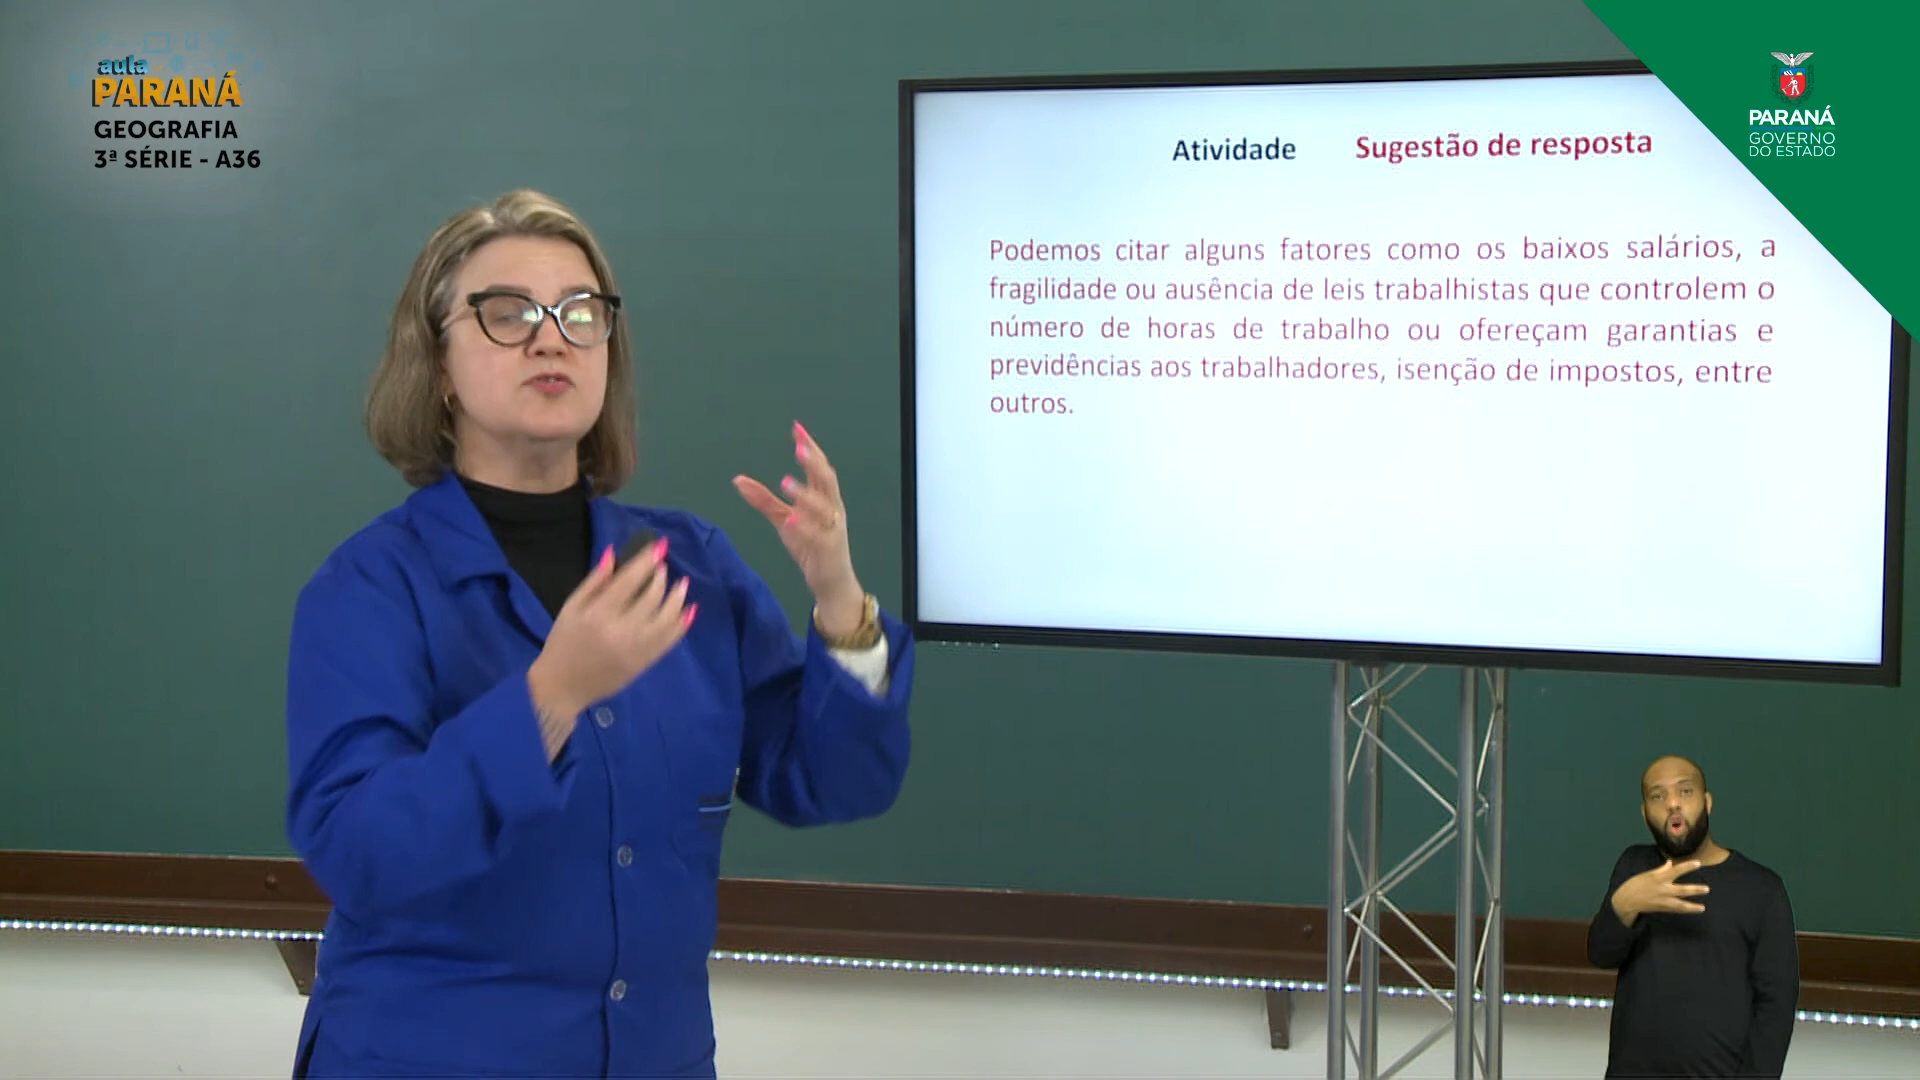 aula
PARANÁ
GEOGRAFIA
3ª SÉRIE - A36
Atividade Sugestão de resposta
Podemos citar alguns fatores como os baixos salários, a
fragilidade ou ausência de leis trabalhistas que controlem o
número de horas de trabalho ou ofereçam garantias e
previdências aos trabalhadores, isenção de impostos, entre
outros.
PARANÁ
GOVERNO
DO ESTADO